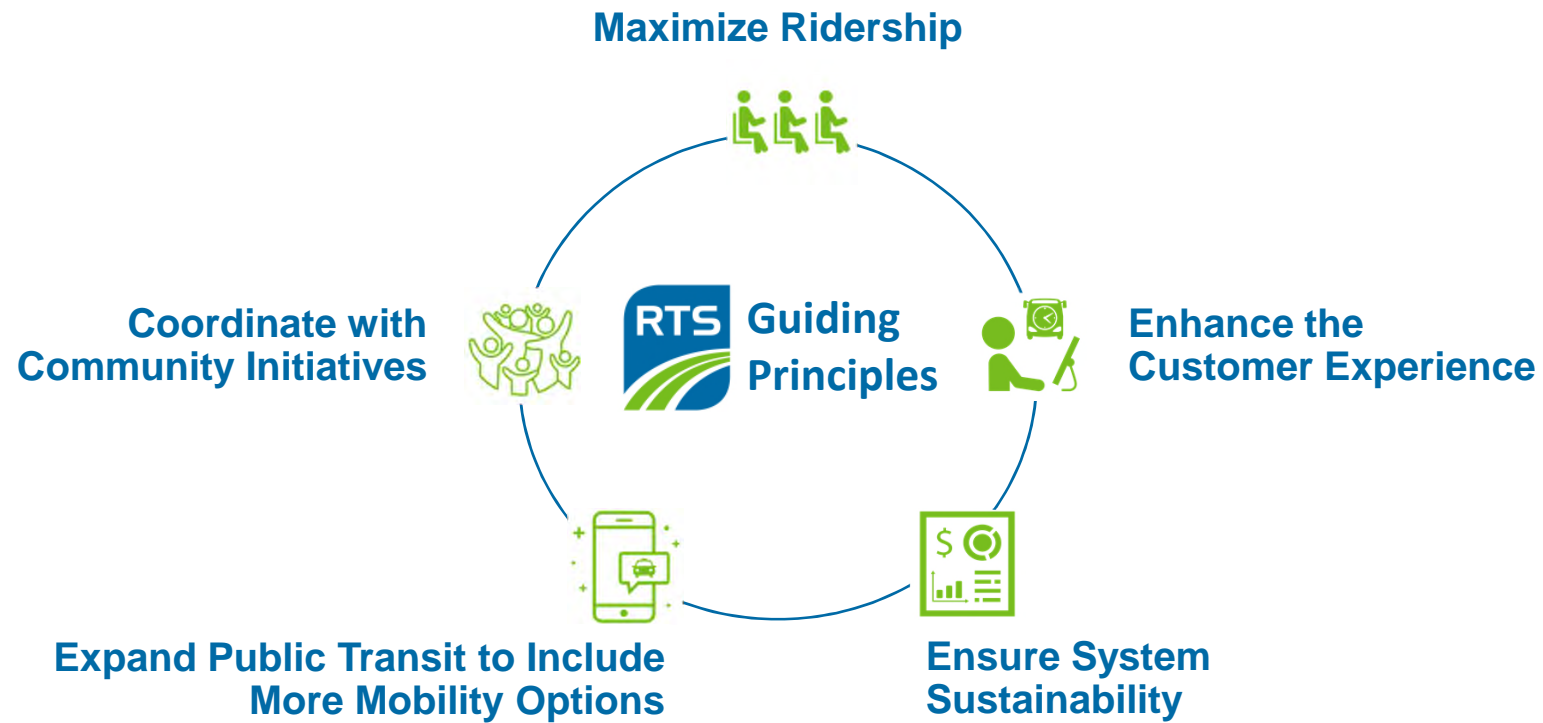 Maximize Ridership
Coordinate with
Community Initiatives
RTS
Guiding
Principles
Enhance the
Customer Experience
$
Expand Public Transit to Include
More Mobility Options
Ensure System
Sustainability